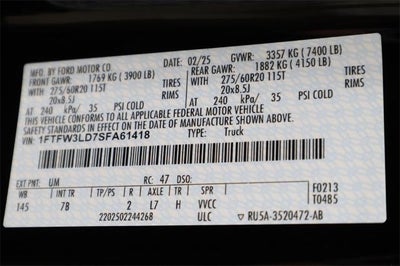 MFG. BY FORD MOTOR CO. 02/25 GVWR: 3357 KG (7400 LB)
FRONT GAWR: 1769 KG (3900 LB) REAR GAWR: 1882 KG (4150 LB)
WITH 275/60R20 115T TIRES WITH 275/60R20 115T TIRES
20x8.5J RIMS 20x8.5J RIMS
AT 240 kPa/ 35 PSI COLD AT 240 kPa/ 35 PSI COLD
THIS VEHICLE CONFORMS TO ALL APPLICABLE FEDERAL MOTOR VEHICLE
SAFETY STANDARDS IN EFFECT ON THE DATE OF MANUFACTURE SHOWN ABOVE.
VIN: 1FTFW3LD7SFA61418 TYPE: Truck
EXT PNT: UM RC: 47 DSO: F0213
WB INT TR TP/PS R AXLE TR SPR T0485
145 7B 2 L7 H VVCC
2202502244268 ULC RU5A-3520472-AB